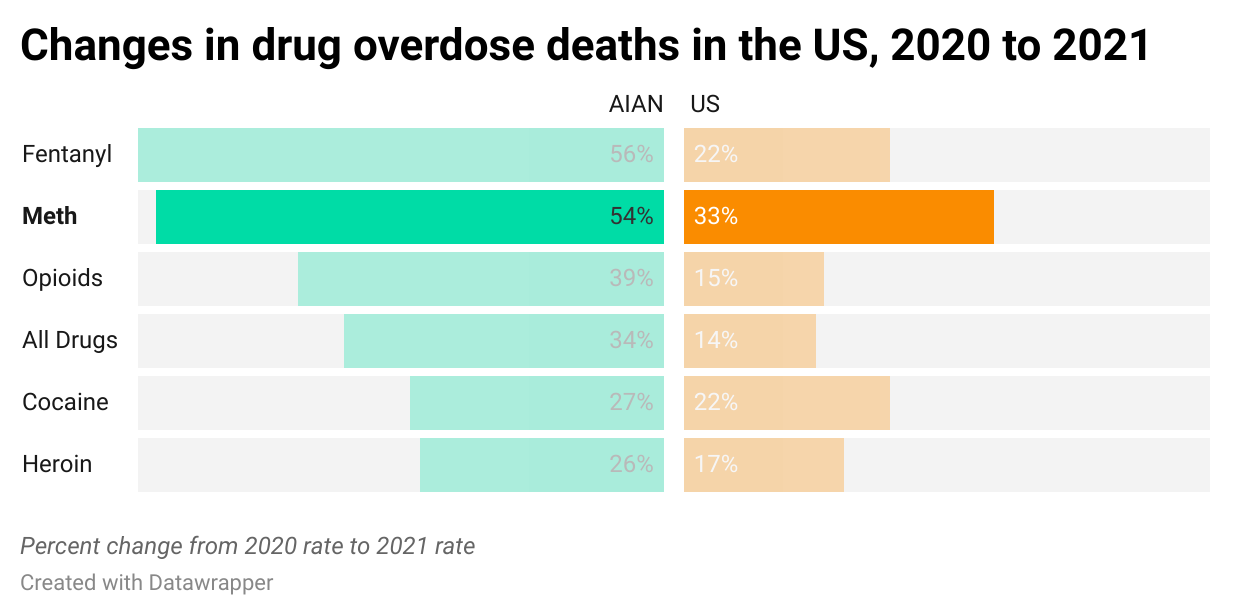 Changes in drug overdose deaths in the US, 2020 to 2021
AIAN US
Fentanyl 56% 22%
Meth 54% 33%
Opioids 39% 15%
All Drugs 34% 14%
Cocaine 27% 22%
Heroin 26% 17%
Percent change from 2020 rate to 2021 rate
Created with Datawrapper